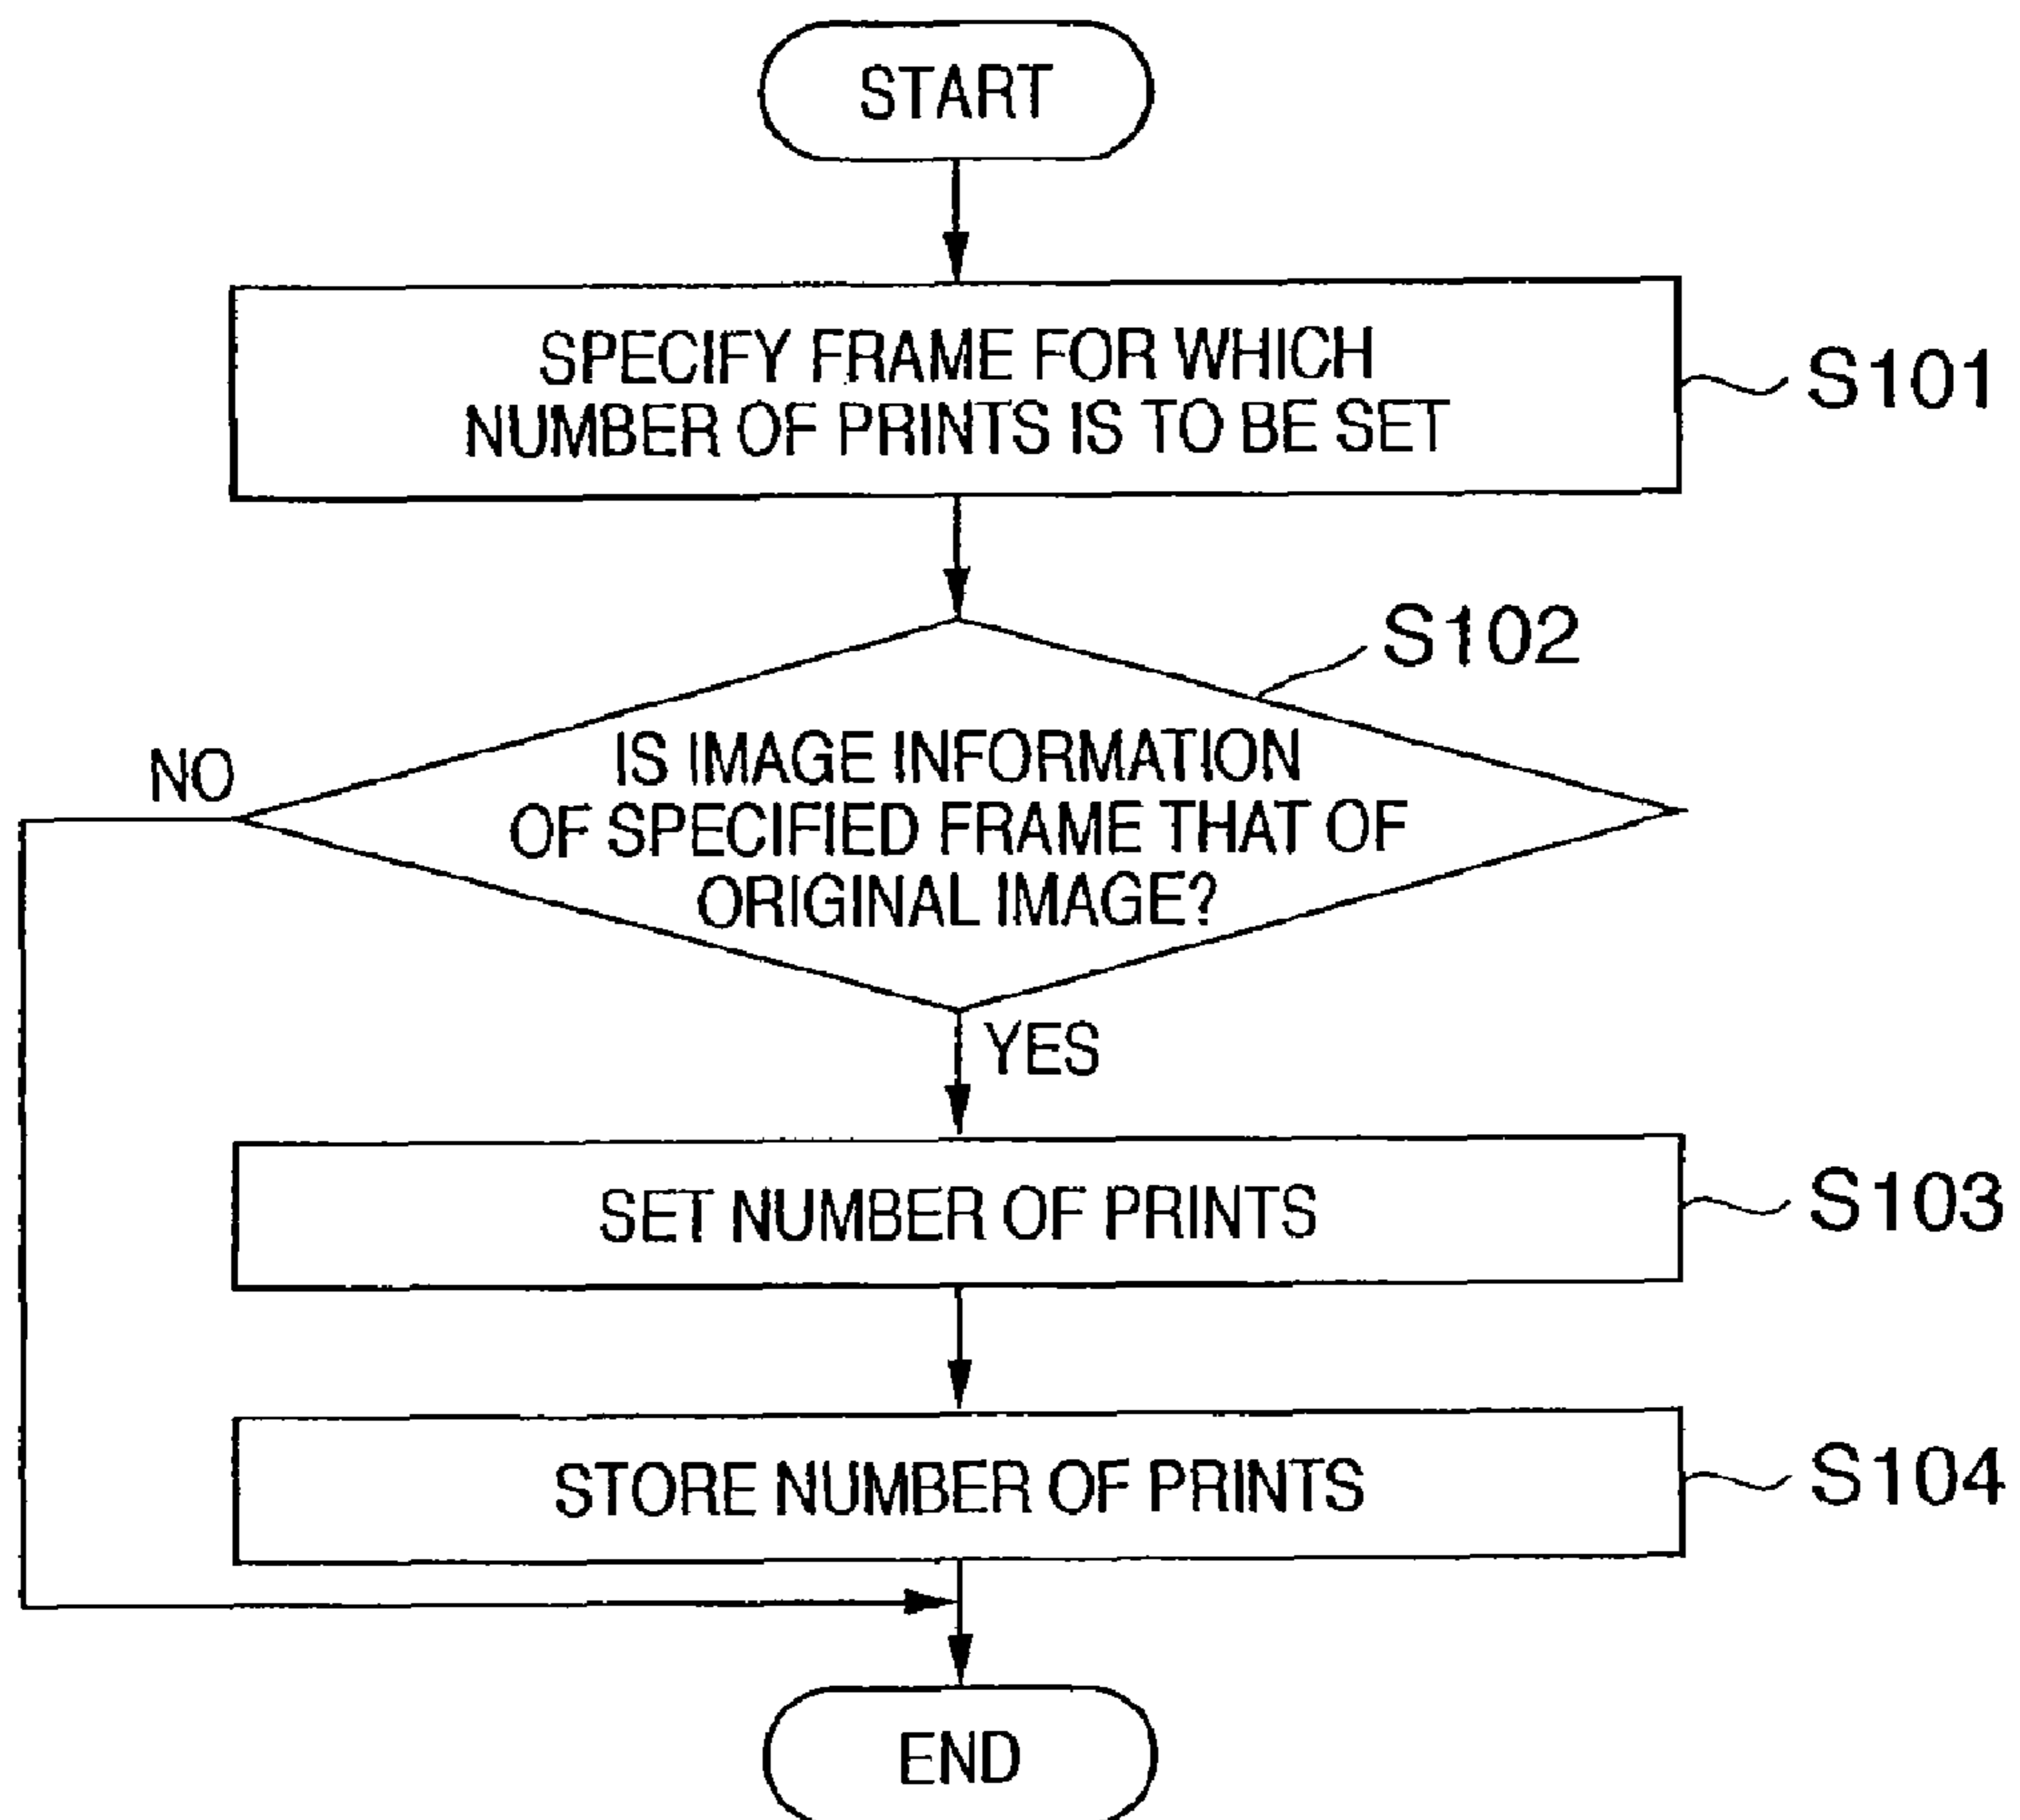 START
SPECIFY FRAME FOR WHICH
NUMBER OF PRINTS IS TO BE SET
S101
S102
IS IMAGE INFORMATION
OF SPECIFIED FRAME THAT OF
ORIGINAL IMAGE?
NO
YES
SET NUMBER OF PRINTS
S103
STORE NUMBER OF PRINTS
S104
END